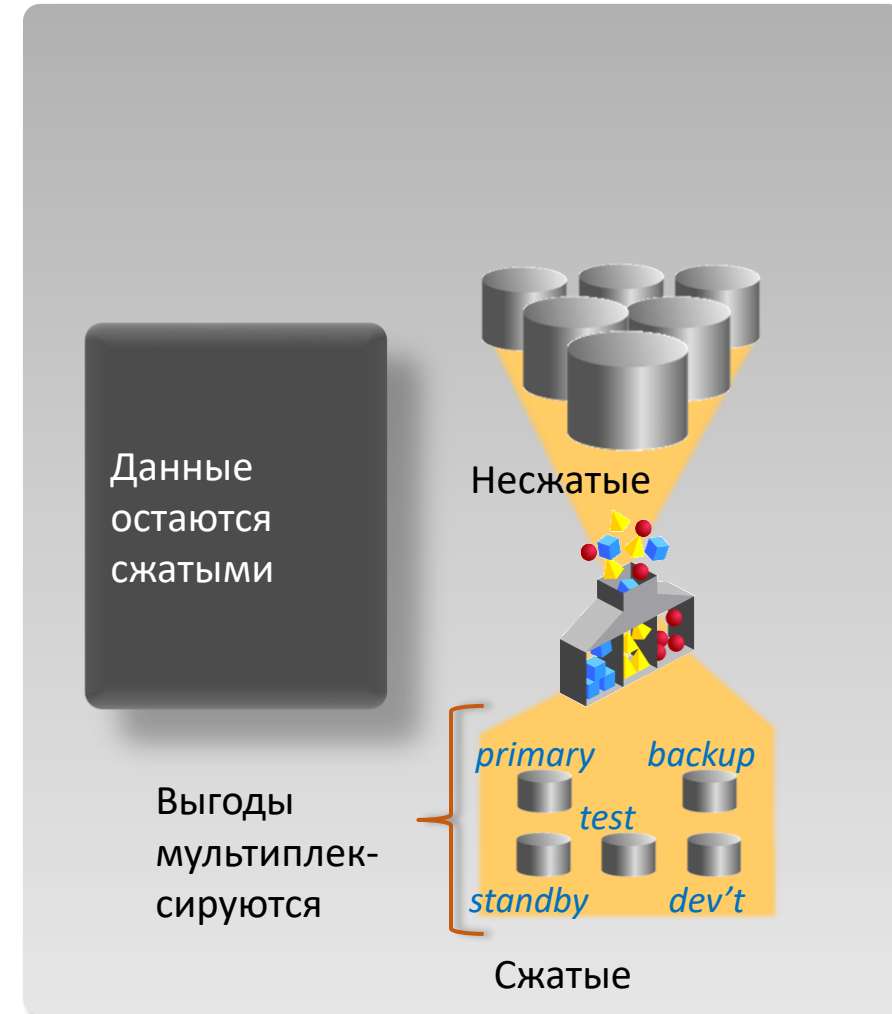 Данные
остаются
сжатыми
Несжатые
primary
backup
test
standby
dev't
Выгоды
мультиплек-
сируются
Сжатые